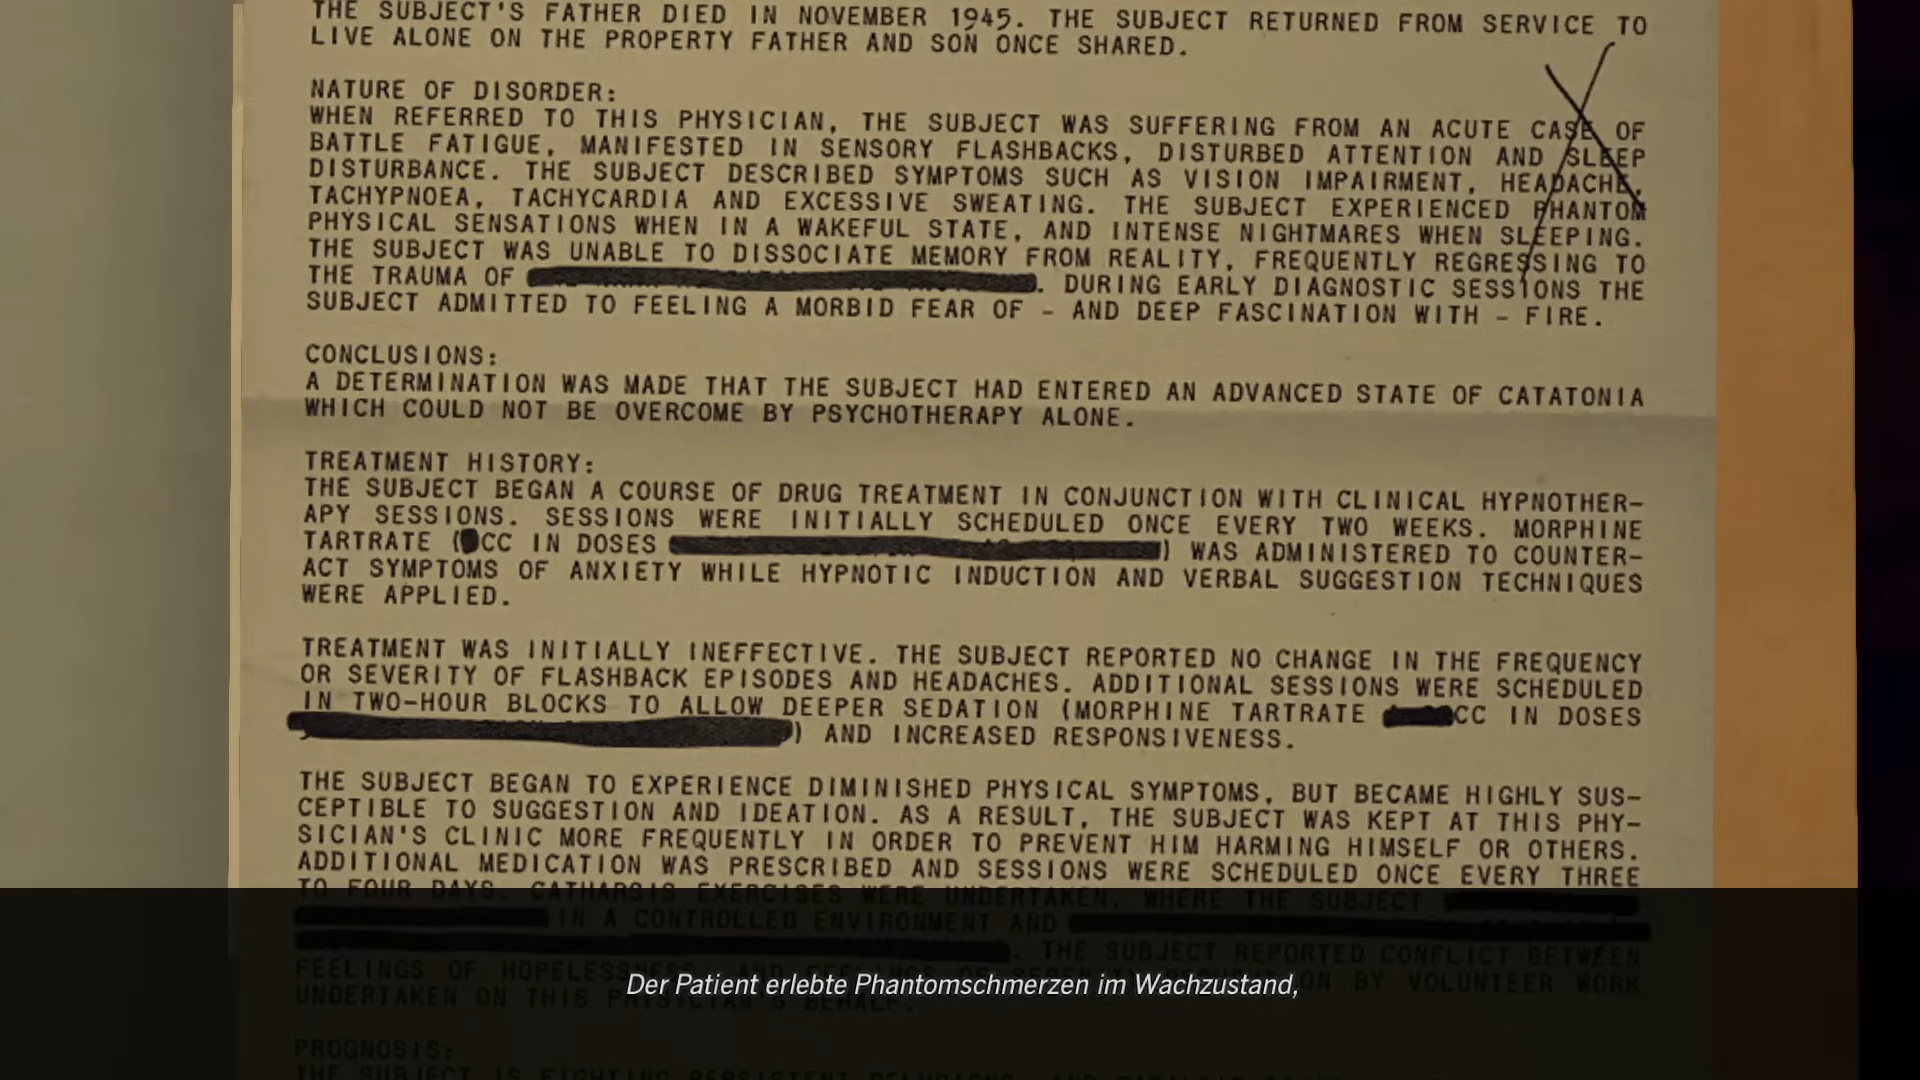 THE SUBJECT'S FATHER DIED IN NOVEMBER 1945. THE SUBJECT RETURNED FROM SERVICE TO
LIVE ALONE ON THE PROPERTY FATHER AND SON ONCE SHARED.
NATURE OF DISORDER:
WHEN REFERRED TO THIS PHYSICIAN, THE SUBJECT WAS SUFFERING FROM AN ACUTE CASE OF
BATTLE FATIGUE, MANIFESTED IN SENSORY FLASHBACKS, DISTURBED ATTENTION AND SLEEP
DISTURBANCE. THE SUBJECT DESCRIBED SYMPTOMS SUCH AS VISION IMPAIRMENT, HEADACHE,
TACHYPNOEA, TACHYCARDIA AND EXCESSIVE SWEATING. THE SUBJECT EXPERIENCED PHANTOM
PHYSICAL SENSATIONS WHEN IN A WAKEFUL STATE, AND INTENSE NIGHTMARES WHEN SLEEPING.
THE SUBJECT WAS UNABLE TO DISSOCIATE MEMORY FROM REALITY, FREQUENTLY REGRESSING TO
THE TRAUMA OF . DURING EARLY DIAGNOSTIC SESSIONS THE
SUBJECT ADMITTED TO FEELING A MORBID FEAR OF - AND DEEP FASCINATION WITH - FIRE.
CONCLUSIONS:
A DETERMINATION WAS MADE THAT THE SUBJECT HAD ENTERED AN ADVANCED STATE OF CATATONIA
WHICH COULD NOT BE OVERCOME BY PSYCHOTHERAPY ALONE.
TREATMENT HISTORY:
THE SUBJECT BEGAN A COURSE OF DRUG TREATMENT IN CONJUNCTION WITH CLINICAL HYPNOTHER-
APY SESSIONS. SESSIONS WERE INITIALLY SCHEDULED ONCE EVERY TWO WEEKS. MORPHINE
TARTRATE ( CC IN DOSES ) WAS ADMINISTERED TO COUNTER-
ACT SYMPTOMS OF ANXIETY WHILE HYPNOTIC INDUCTION AND VERBAL SUGGESTION TECHNIQUES
WERE APPLIED.
TREATMENT WAS INITIALLY INEFFECTIVE. THE SUBJECT REPORTED NO CHANGE IN THE FREQUENCY
OR SEVERITY OF FLASHBACK EPISODES AND HEADACHES. ADDITIONAL SESSIONS WERE SCHEDULED
IN TWO-HOUR BLOCKS TO ALLOW DEEPER SEDATION (MORPHINE TARTRATE CC IN DOSES
) AND INCREASED RESPONSIVENESS.
THE SUBJECT BEGAN TO EXPERIENCE DIMINISHED PHYSICAL SYMPTOMS, BUT BECAME HIGHLY SUS-
CEPTIBLE TO SUGGESTION AND IDEATION. AS A RESULT, THE SUBJECT WAS KEPT AT THIS PHY-
SICIAN'S CLINIC MORE FREQUENTLY IN ORDER TO PREVENT HIM HARMING HIMSELF OR OTHERS.
ADDITIONAL MEDICATION WAS PRESCRIBED AND SESSIONS WERE SCHEDULED ONCE EVERY THREE
TO FOUR DAYS. CATHARSIS EXERCISES WERE UNDERTAKEN, WHERE THE SUBJECT
IN A CONTROLLED ENVIRONMENT AND
. THE SUBJECT REPORTED CONFLICT BETWEEN
FEELINGS OF HOPELESSNESS, AND FEELINGS OF BY VOLUNTEER WORK
UNDERTAKEN ON THIS PHYSICIAN'S BEHALF.
Der Patient erlebte Phantomschmerzen im Wachzustand,
PROGNOSIS:
THE SUBJECT IS FIGHTING PERSISTENT